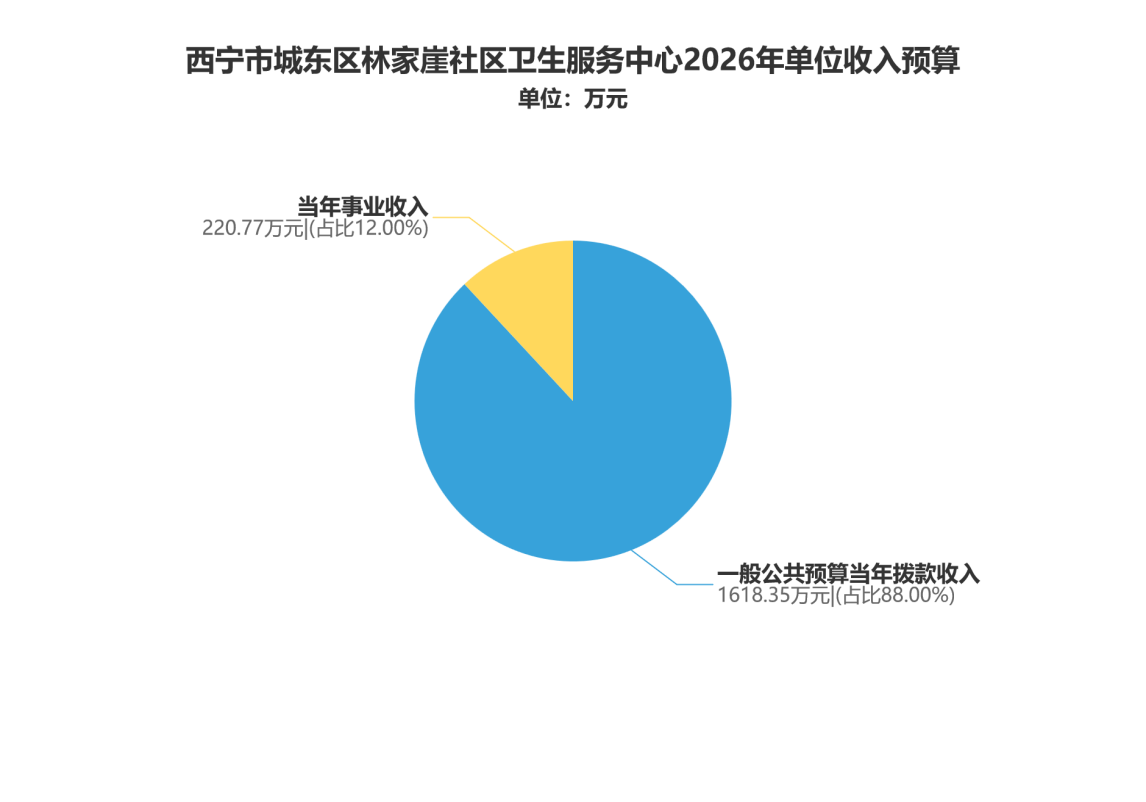 西宁市城东区林家崖社区卫生服务中心2026年单位收入预算
单位：万元
当年事业收入
220.77万元|(占比12.00%)
一般公共预算当年拨款收入
1618.35万元|(占比88.00%)